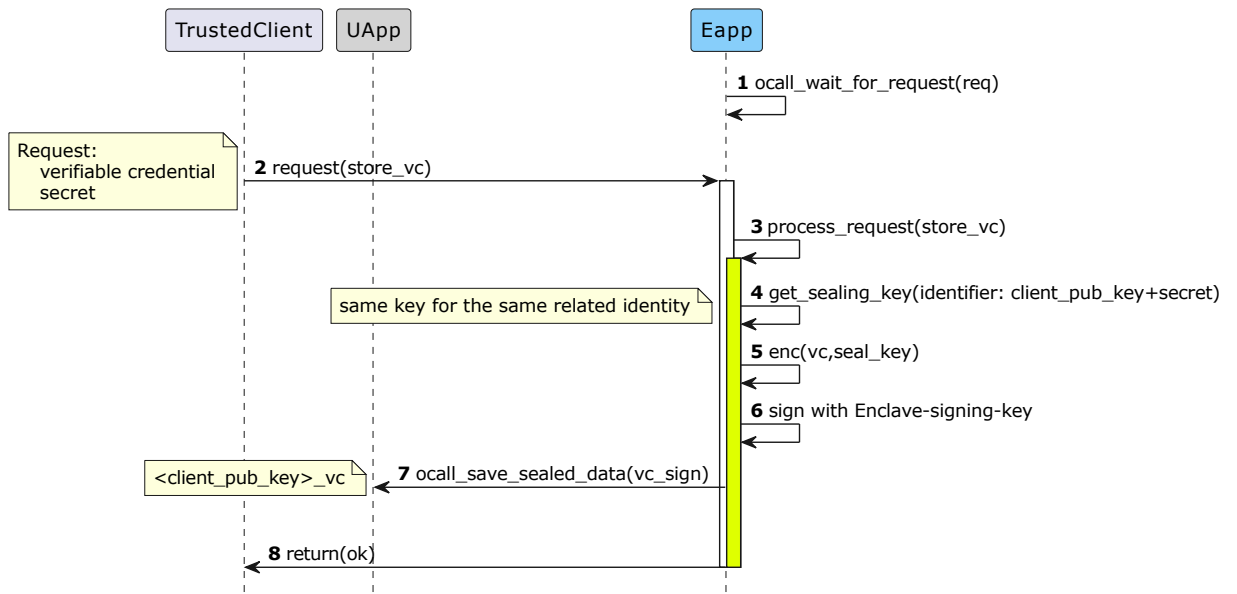 TrustedClient
UApp
Eapp
1 ocall_wait_for_request(req)
Request:
verifiable credential
secret
2 request(store_vc)
3 process_request(store_vc)
same key for the same related identity
4 get_sealing_key(identifier: client_pub_key+secret)
5 enc(vc,seal_key)
6 sign with Enclave-signing-key
<client_pub_key>_vc
7 ocall_save_sealed_data(vc_sign)
8 return(ok)